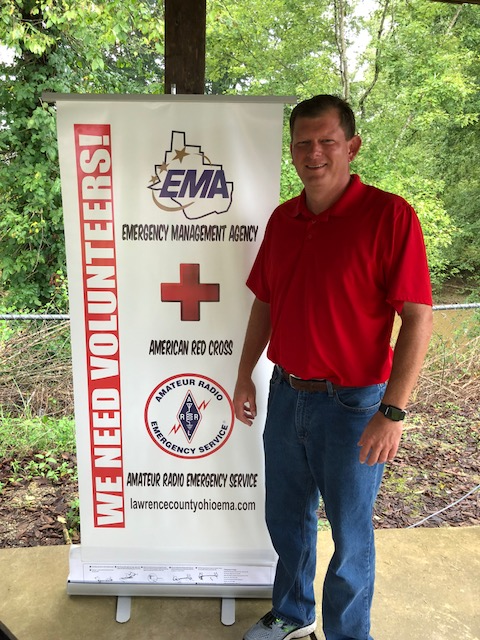 WE NEED VOLUNTEERS!
EMA
EMERGENCY MANAGEMENT AGENCY
AMERICAN RED CROSS
AMATEUR RADIO
A
R R
L
EMERGENCY SERVICE
AMATEUR RADIO EMERGENCY SERVICE
lawrencecountyohioema.com